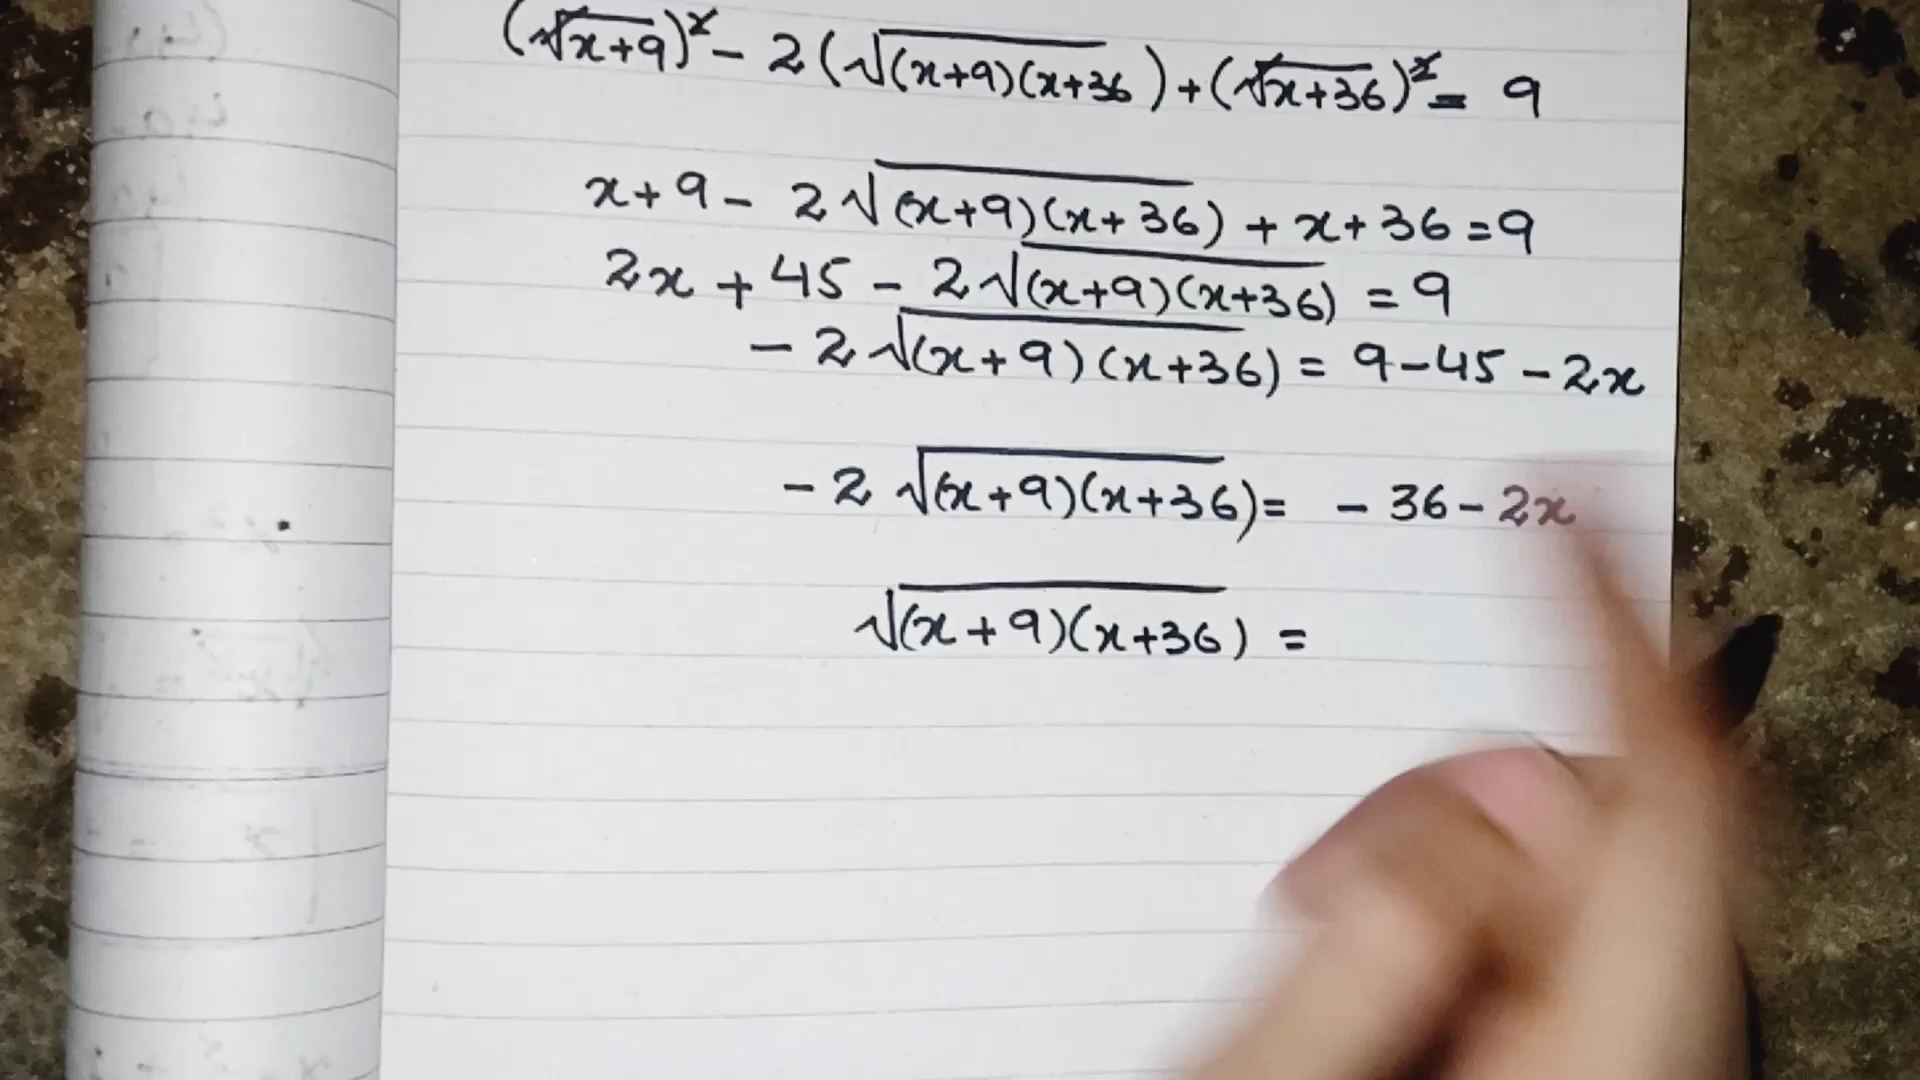 (√x+9)² - 2(√(x+9)(x+36)) + (√x+36)² = 9
x+9 - 2√(x+9)(x+36) + x+36 = 9
2x + 45 - 2√(x+9)(x+36) = 9
- 2√(x+9)(x+36) = 9 - 45 - 2x
- 2√(x+9)(x+36) = - 36 - 2x
√(x+9)(x+36) =